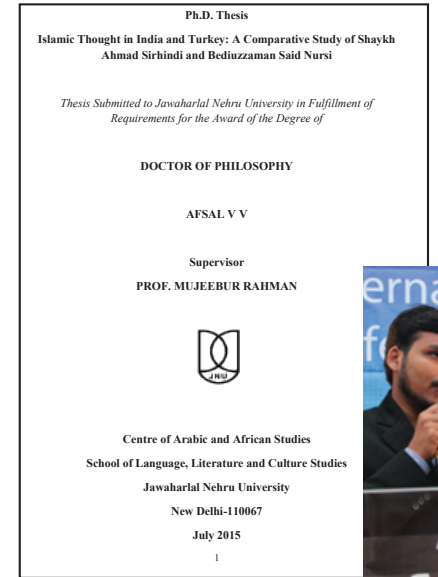 Ph.D. Thesis
Islamic Thought in India and Turkey: A Comparative Study of Shaykh
Ahmad Sirhindi and Bediuzzaman Said Nursi
Thesis Submitted to Jawaharlal Nehru University in Fulfillment of
Requirements for the Award of the Degree of
DOCTOR OF PHILOSOPHY
AFSAL V V
Supervisor
PROF. MUJEEBUR RAHMAN
JNU
Centre of Arabic and African Studies
School of Language, Literature and Culture Studies
Jawaharlal Nehru University
New Delhi-110067
July 2015
1
erna